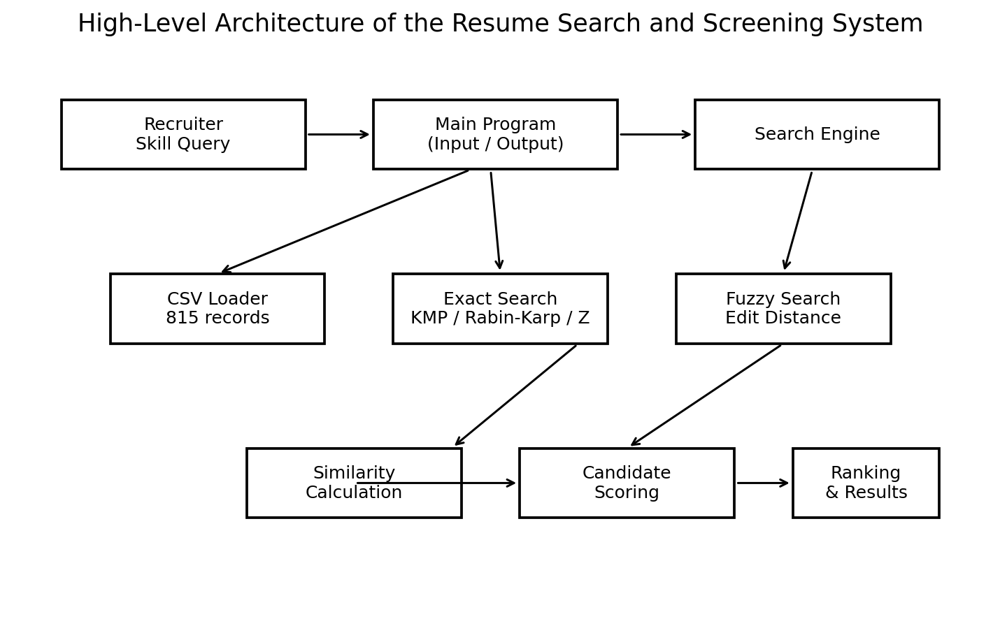 High-Level Architecture of the Resume Search and Screening System
Recruiter
Skill Query
Main Program
(Input / Output)
Search Engine
CSV Loader
815 records
Exact Search
KMP / Rabin-Karp / Z
Fuzzy Search
Edit Distance
Similarity
Calculation
Candidate
Scoring
Ranking
& Results